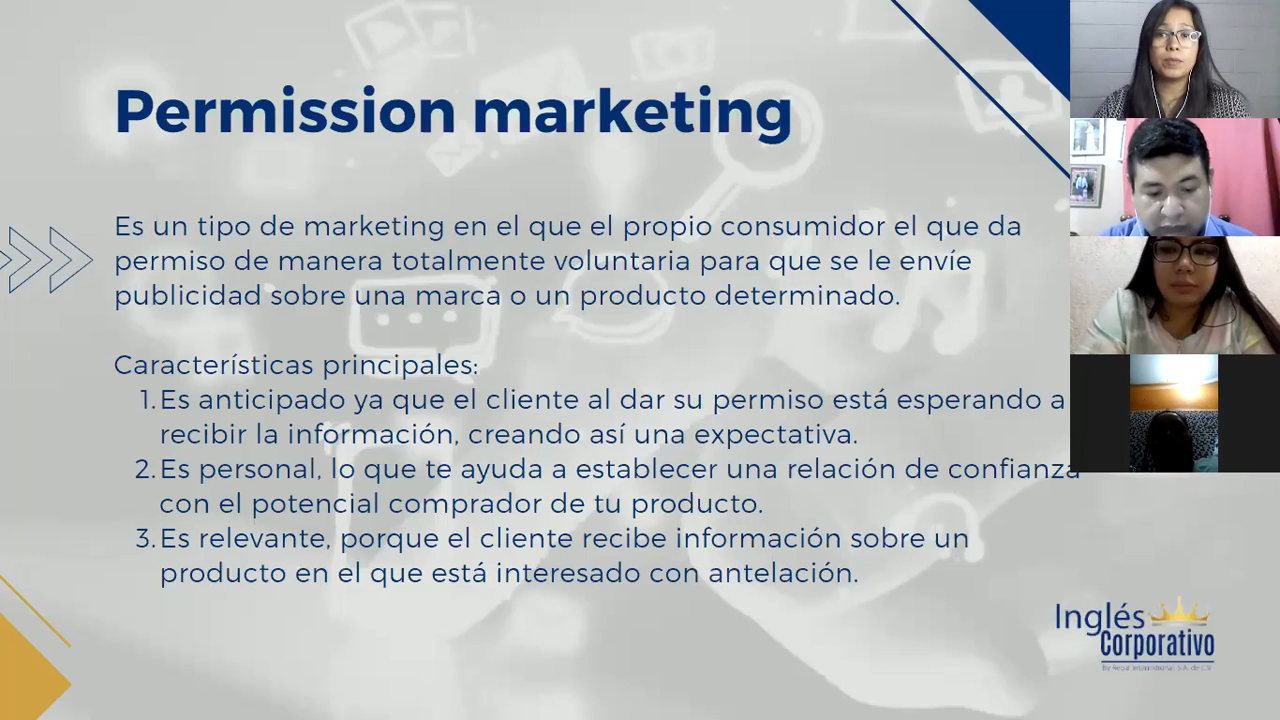 Permission marketing
Es un tipo de marketing en el que el propio consumidor el que da
permiso de manera totalmente voluntaria para que se le envíe
publicidad sobre una marca o un producto determinado.
Características principales:
1. Es anticipado ya que el cliente al dar su permiso está esperando a
recibir la información, creando así una expectativa.
2. Es personal, lo que te ayuda a establecer una relación de confianza
con el potencial comprador de tu producto.
3. Es relevante, porque el cliente recibe información sobre un
producto en el que está interesado con antelación.
Inglés
Corporativo